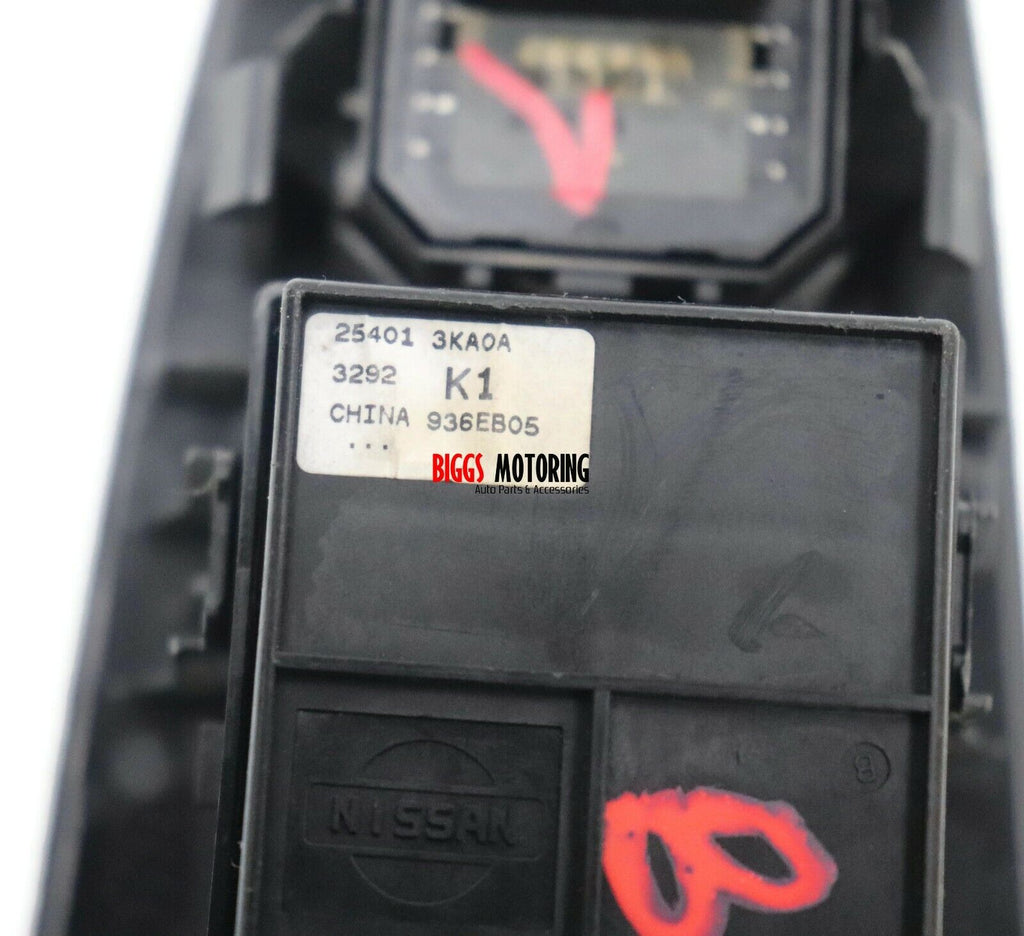 25401 3KA0A
3292 K1
CHINA 936EB05
...
BIGGS MOTORING
Auto Parts & Accessories
NISSAN
B